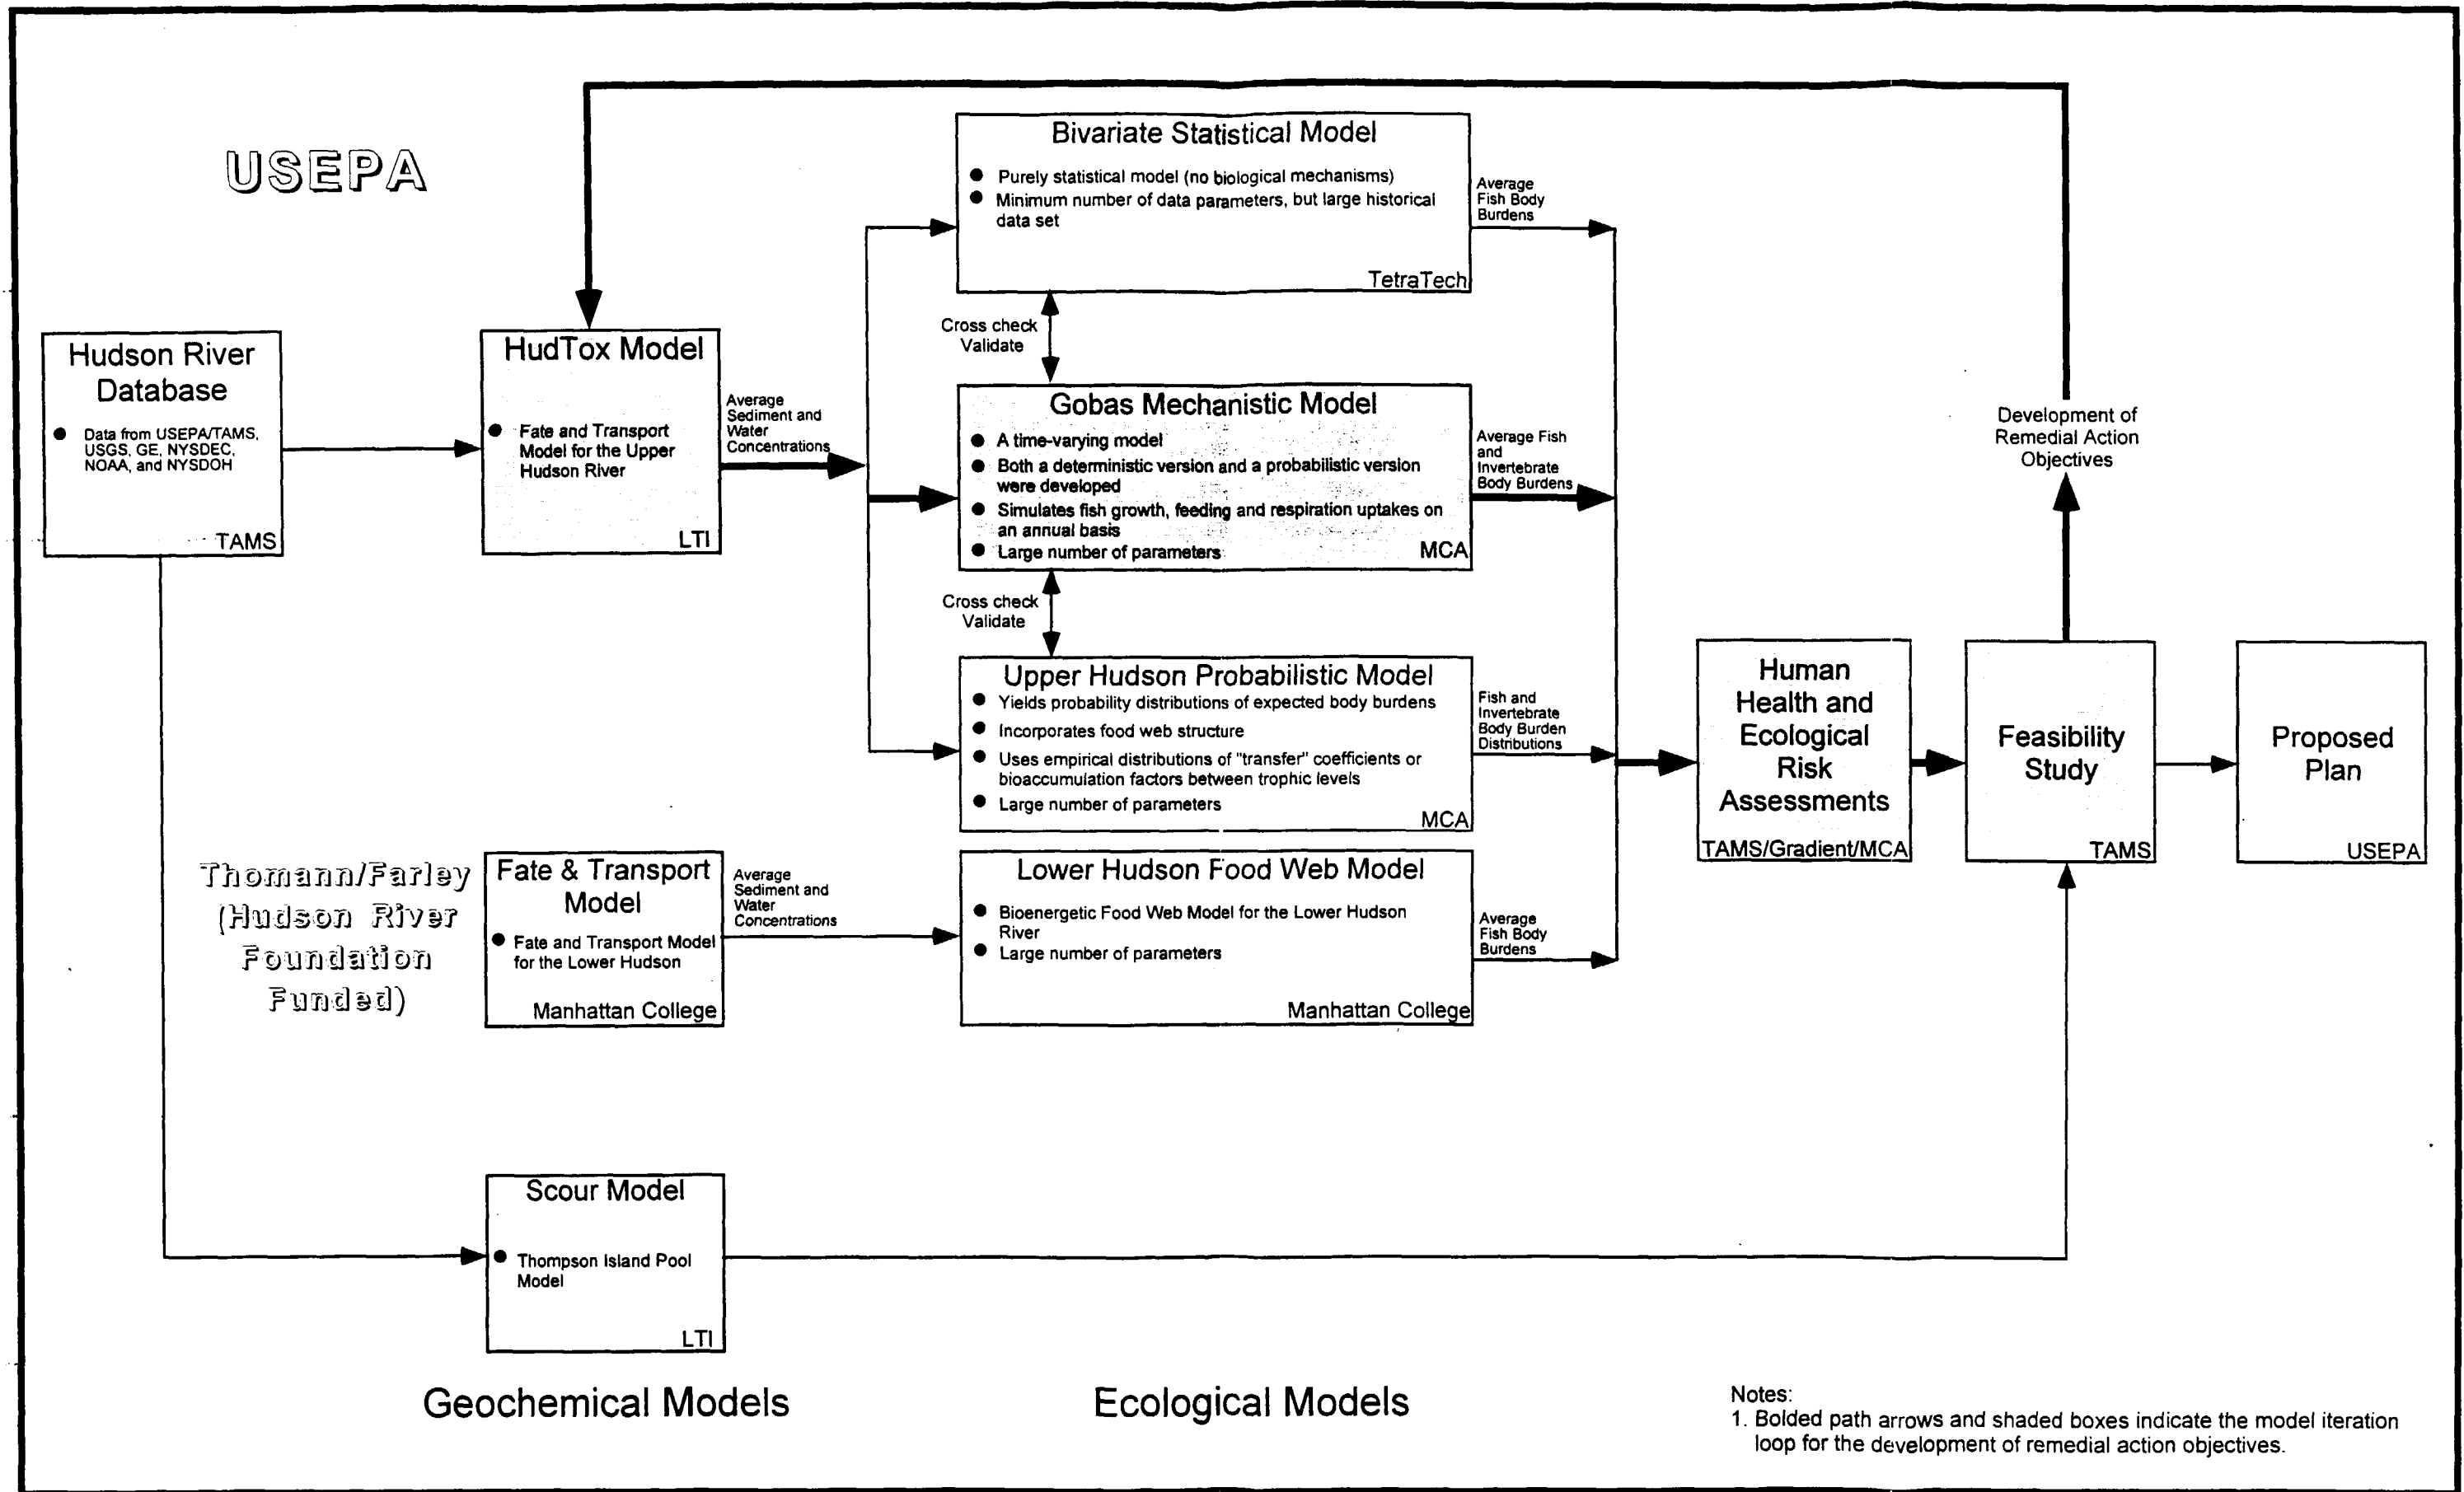 USEPA
Hudson River
Database
● Data from USEPA/TAMS,
USGS, GE, NYSDEC,
NOAA, and NYSDOH
TAMS
HudTox Model
● Fate and Transport
Model for the Upper
Hudson River
LTI
Average
Sediment and
Water
Concentrations
Bivariate Statistical Model
● Purely statistical model (no biological mechanisms)
● Minimum number of data parameters, but large historical
data set
TetraTech
Average
Fish Body
Burdens
Cross check
Validate
Gobas Mechanistic Model
● A time-varying model
● Both a deterministic version and a probabilistic version
were developed
● Simulates fish growth, feeding and respiration uptakes on
an annual basis
● Large number of parameters
MCA
Average Fish
and
Invertebrate
Body Burdens
Cross check
Validate
Upper Hudson Probabilistic Model
● Yields probability distributions of expected body burdens
● Incorporates food web structure
● Uses empirical distributions of "transfer" coefficients or
bioaccumulation factors between trophic levels
● Large number of parameters
MCA
Fish and
Invertebrate
Body Burden
Distributions
Development of
Remedial Action
Objectives
Human
Health and
Ecological
Risk
Assessments
TAMS/Gradient/MCA
Feasibility
Study
TAMS
Proposed
Plan
USEPA
Thomann/Farley
(Hudson River
Foundation
Funded)
Fate & Transport
Model
● Fate and Transport Model
for the Lower Hudson
Manhattan College
Average
Sediment and
Water
Concentrations
Lower Hudson Food Web Model
● Bioenergetic Food Web Model for the Lower Hudson
River
● Large number of parameters
Manhattan College
Average
Fish Body
Burdens
Scour Model
● Thompson Island Pool
Model
LTI
Geochemical Models
Ecological Models
Notes:
1. Bolded path arrows and shaded boxes indicate the model iteration
loop for the development of remedial action objectives.